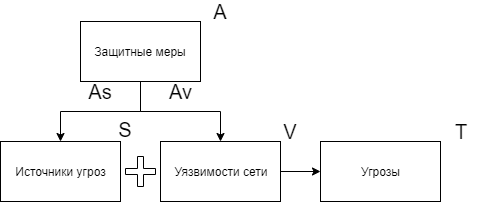 A
Защитные меры
As
Av
S
V
T
Источники угроз
Уязвимости сети
Угрозы